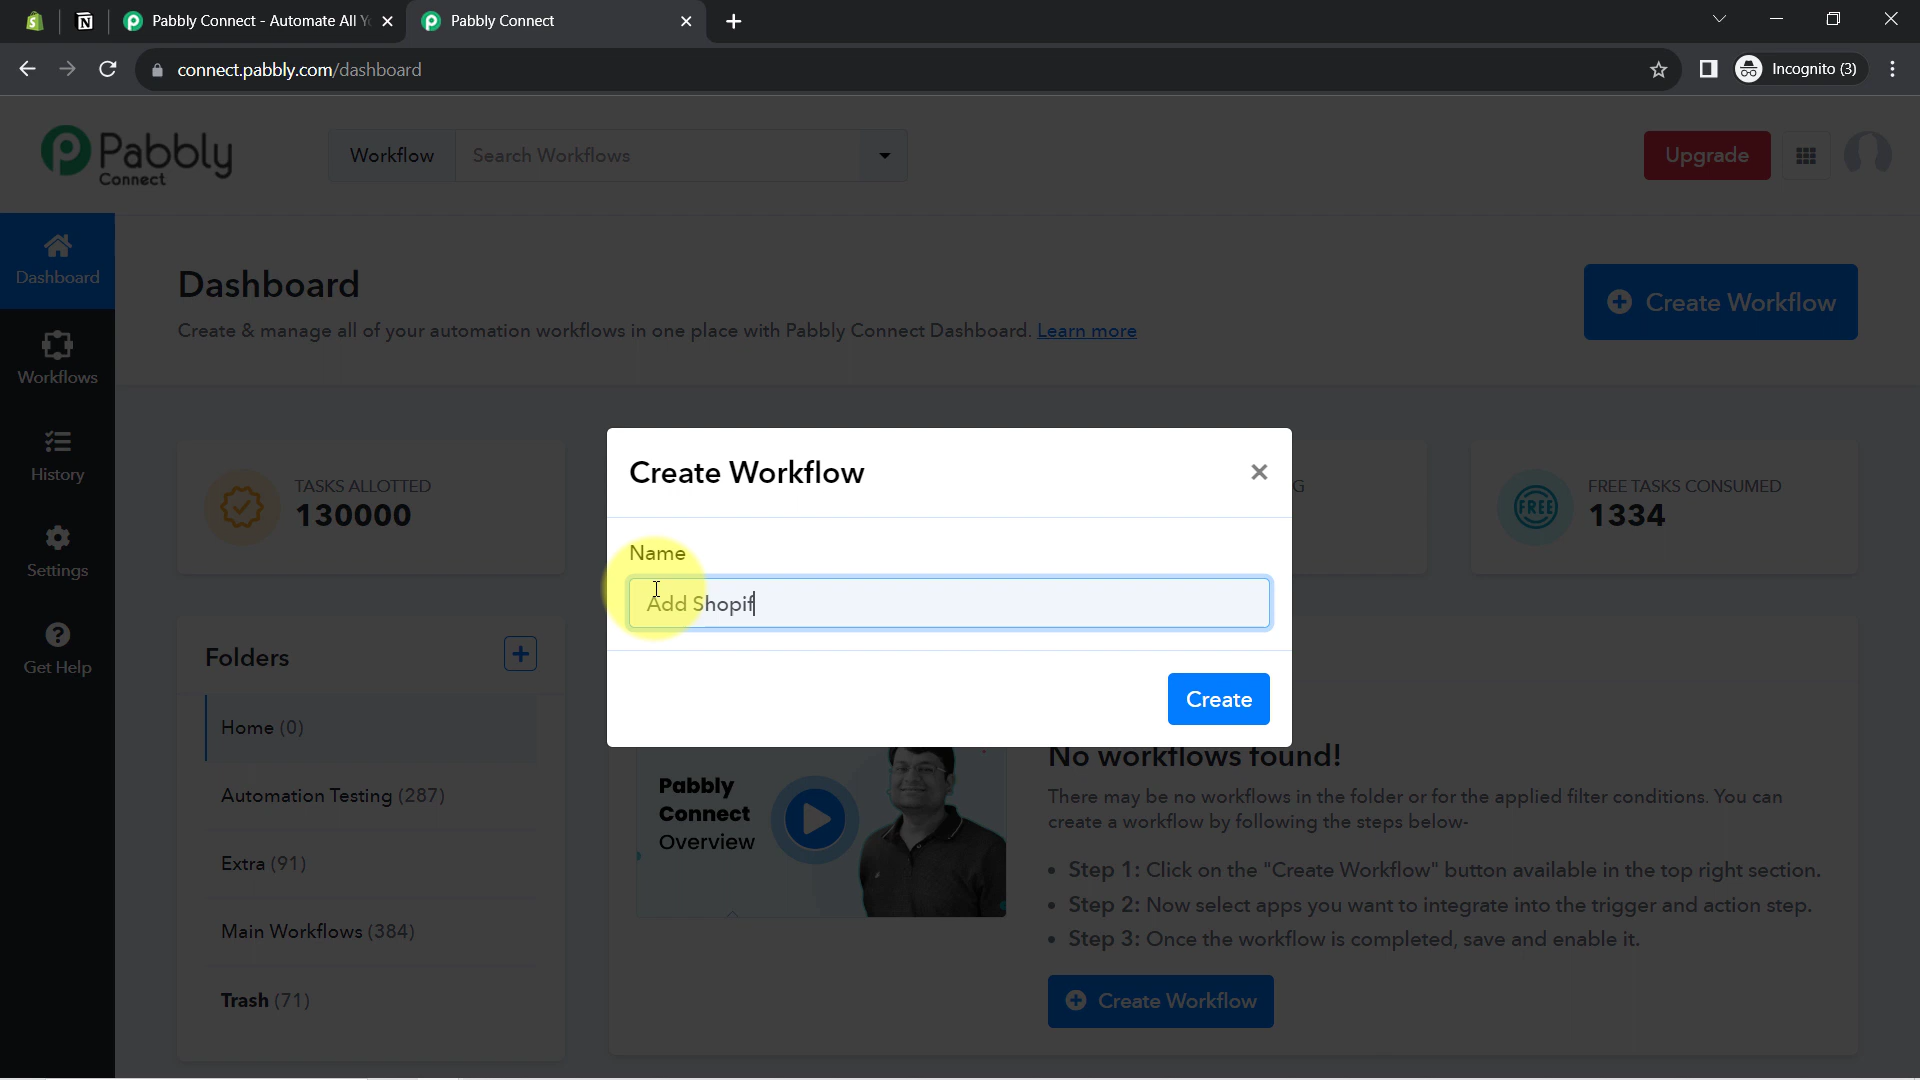 Pabbly Connect - Automate All Y
Pabbly Connect
connect.pabbly.com/dashboard
Incognito (3)
Pabbly
Connect
Workflow
Search Workflows
Upgrade
Dashboard
Workflows
History
Settings
Get Help
Dashboard
Create & manage all of your automation workflows in one place with Pabbly Connect Dashboard. Learn more
Create Workflow
TASKS ALLOTTED
130000
G
FREE
FREE TASKS CONSUMED
1334
Create Workflow
Name
Add Shopif
Create
Folders
Home (0)
Automation Testing (287)
Extra (91)
Main Workflows (384)
Trash (71)
Pabbly
Connect
Overview
No workflows found!
There may be no workflows in the folder or for the applied filter conditions. You can
create a workflow by following the steps below-
• Step 1: Click on the "Create Workflow" button available in the top right section.
• Step 2: Now select apps you want to integrate into the trigger and action step.
• Step 3: Once the workflow is completed, save and enable it.
Create Workflow